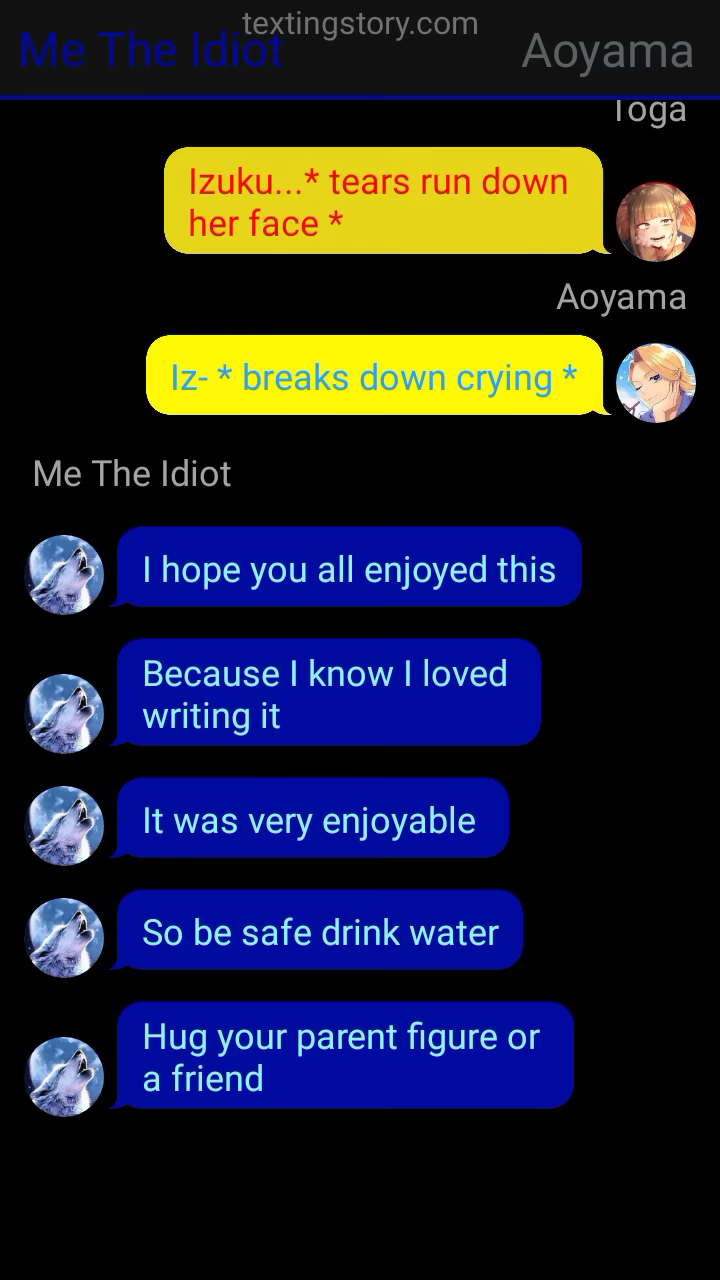 textingstory.com
Me The Idiot
Aoyama
Toga
Izuku...* tears run down
her face *
Aoyama
Iz- * breaks down crying *
Me The Idiot
I hope you all enjoyed this
Because I know I loved
writing it
It was very enjoyable
So be safe drink water
Hug your parent figure or
a friend